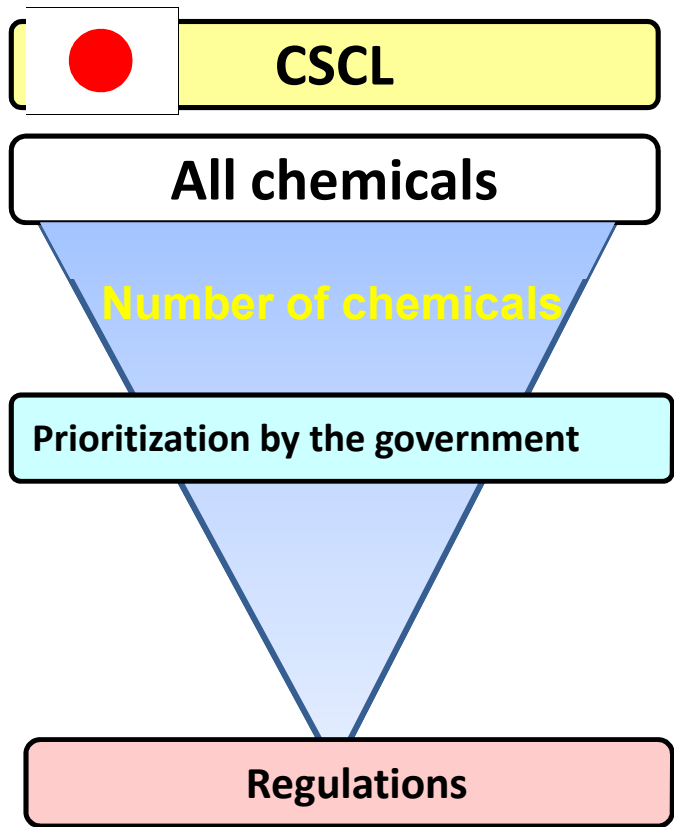 CSCL
All chemicals
Number of chemicals
Prioritization by the government
Regulations